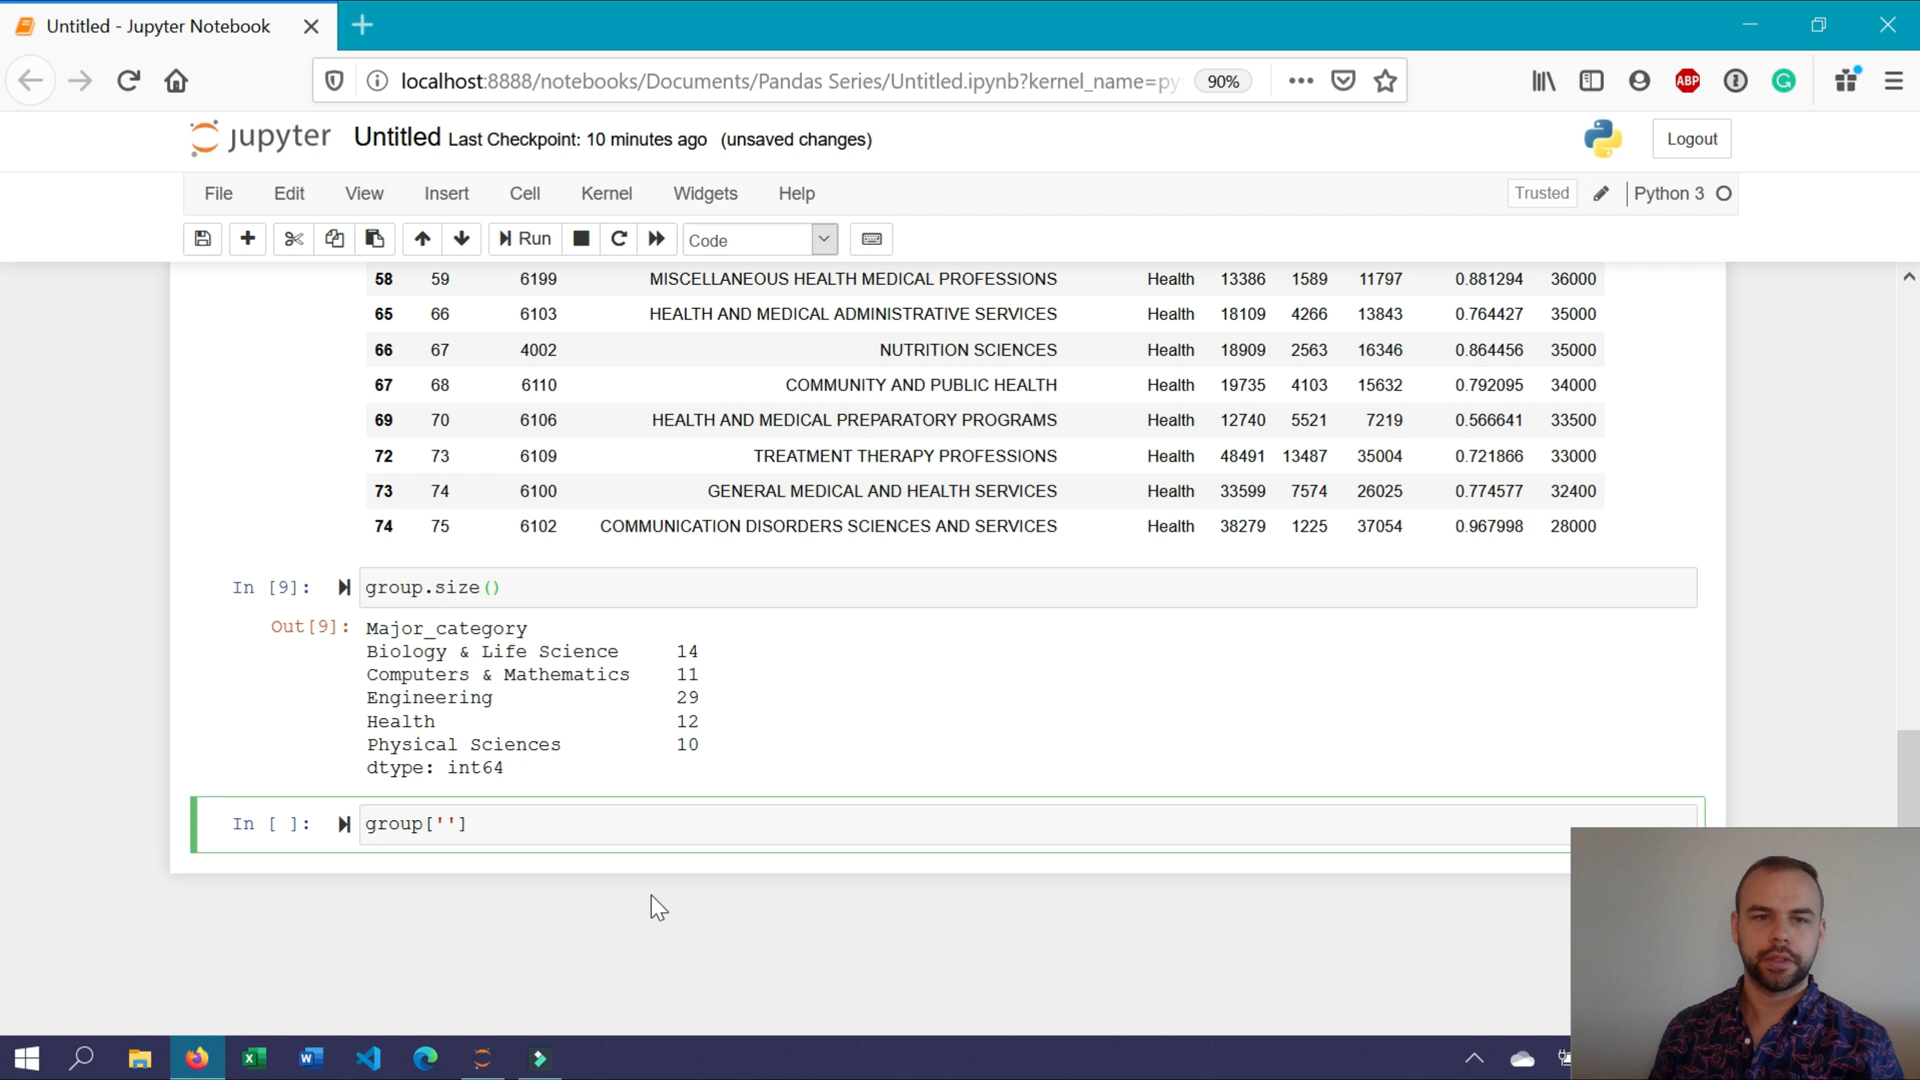 Untitled - Jupyter Notebook
localhost:8888/notebooks/Documents/Pandas Series/Untitled.ipynb?kernel_name=py
90%
ABP
jupyter Untitled Last Checkpoint: 10 minutes ago (unsaved changes)
Logout
File Edit View Insert Cell Kernel Widgets Help
Trusted
Python 3
Run
Code
58 59 6199 MISCELLANEOUS HEALTH MEDICAL PROFESSIONS Health 13386 1589 11797 0.881294 36000
65 66 6103 HEALTH AND MEDICAL ADMINISTRATIVE SERVICES Health 18109 4266 13843 0.764427 35000
66 67 4002 NUTRITION SCIENCES Health 18909 2563 16346 0.864456 35000
67 68 6110 COMMUNITY AND PUBLIC HEALTH Health 19735 4103 15632 0.792095 34000
69 70 6106 HEALTH AND MEDICAL PREPARATORY PROGRAMS Health 12740 5521 7219 0.566641 33500
72 73 6109 TREATMENT THERAPY PROFESSIONS Health 48491 13487 35004 0.721866 33000
73 74 6100 GENERAL MEDICAL AND HEALTH SERVICES Health 33599 7574 26025 0.774577 32400
74 75 6102 COMMUNICATION DISORDERS SCIENCES AND SERVICES Health 38279 1225 37054 0.967998 28000
In [9]: group.size()
Out[9]: Major_category
Biology & Life Science 14
Computers & Mathematics 11
Engineering 29
Health 12
Physical Sciences 10
dtype: int64
In [ ]: group['']